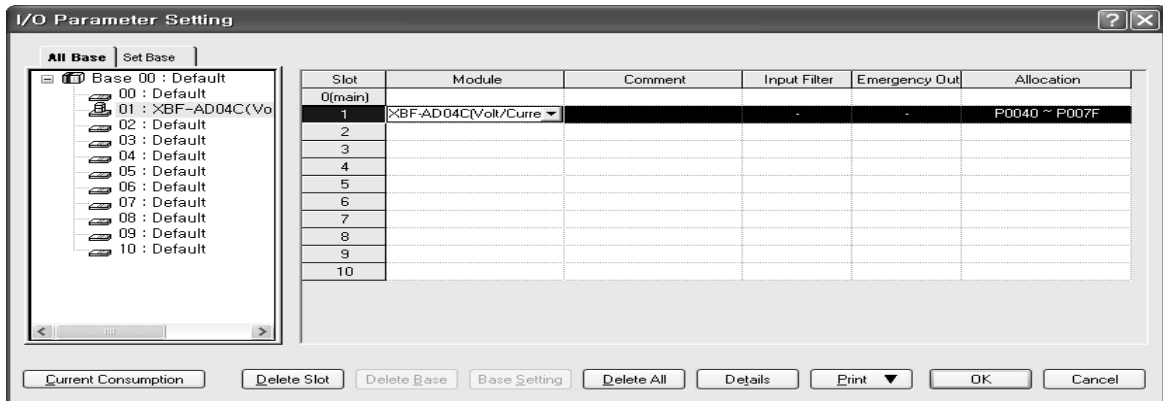 I/O Parameter Setting
All Base Set Base
Base 00 : Default
00 : Default
01 : XBF-AD04C(Vo
02 : Default
03 : Default
04 : Default
05 : Default
06 : Default
07 : Default
08 : Default
09 : Default
10 : Default
Slot Module Comment Input Filter Emergency Out Allocation
0(main)
1 XBF-AD04C(Volt/Curre - - P0040 ~ P007F
2
3
4
5
6
7
8
9
10
Current Consumption Delete Slot Delete Base Base Setting Delete All Details Print OK Cancel